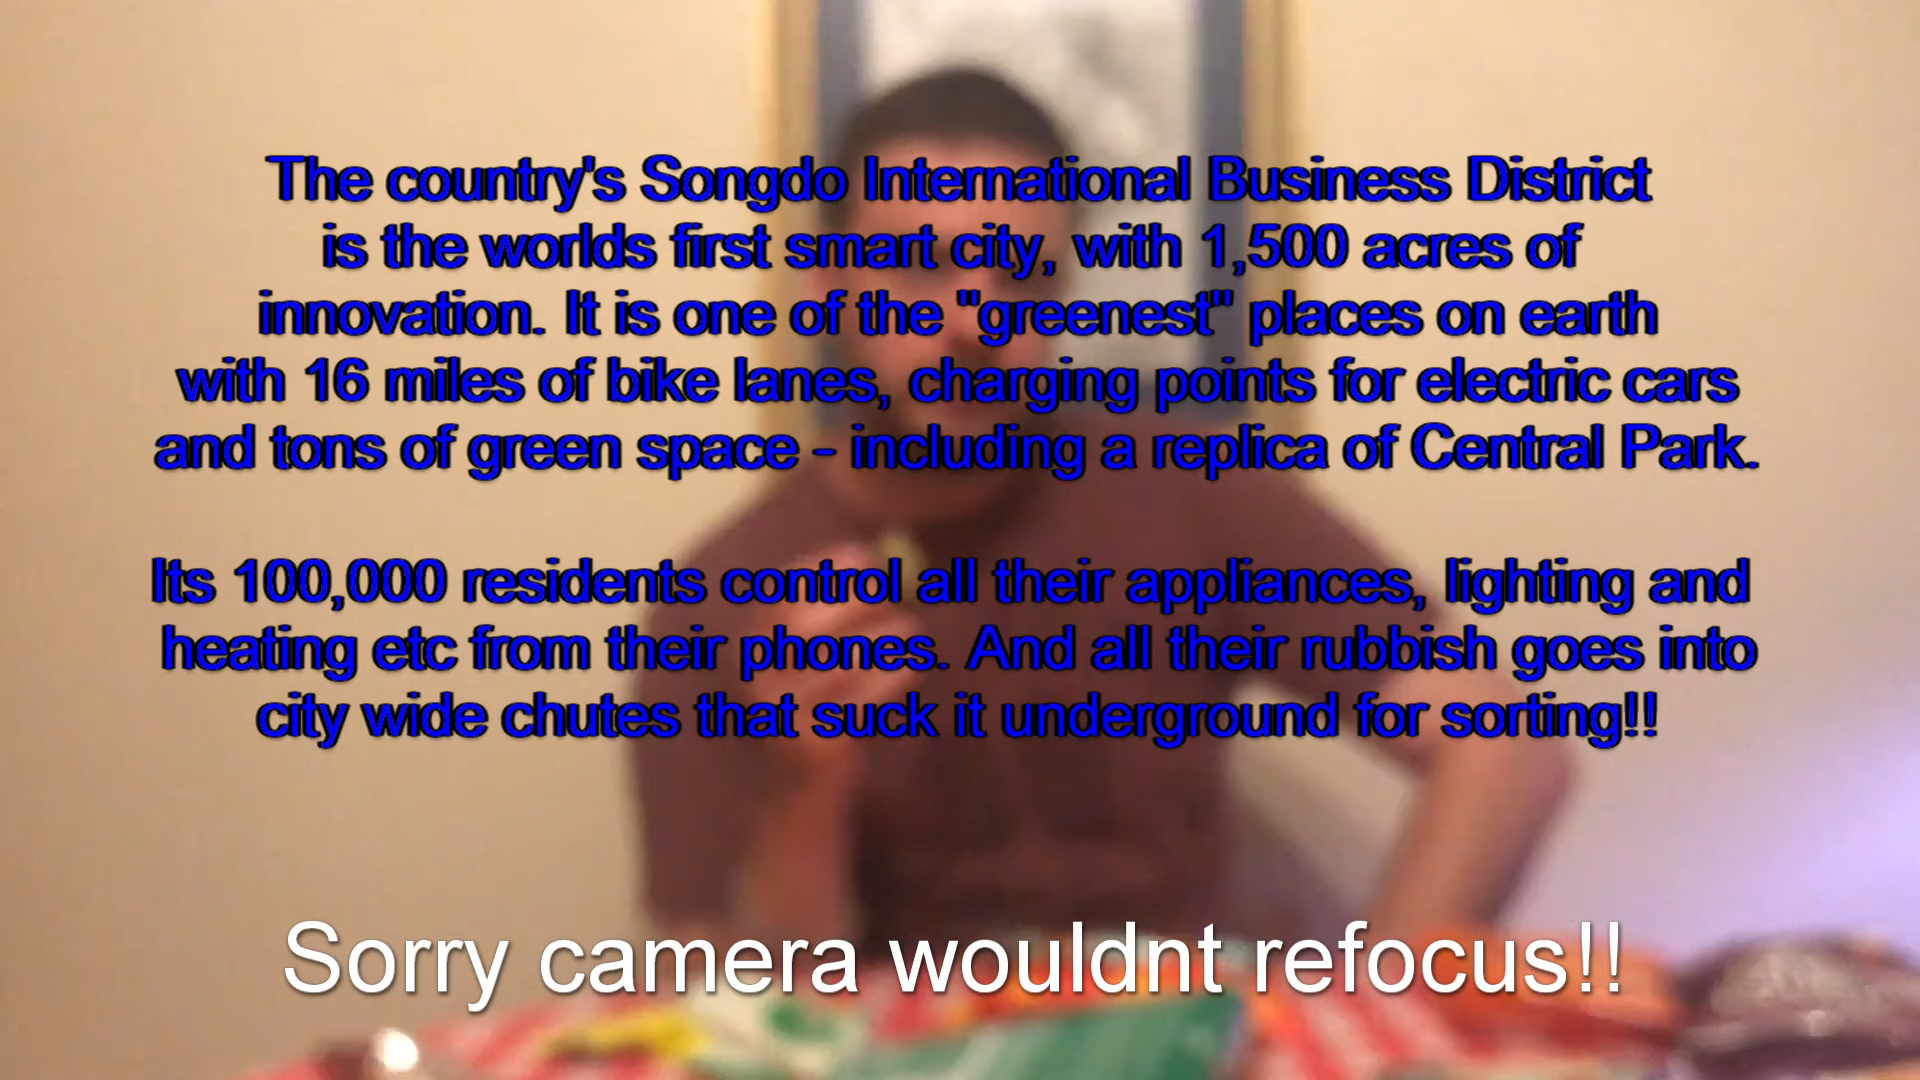 The country's Songdo International Business District
is the worlds first smart city, with 1,500 acres of
innovation. It is one of the "greenest" places on earth
with 16 miles of bike lanes, charging points for electric cars
and tons of green space - including a replica of Central Park.
Its 100,000 residents control all their appliances, lighting and
heating etc from their phones. And all their rubbish goes into
city wide chutes that suck it underground for sorting!!
Sorry camera wouldnt refocus!!